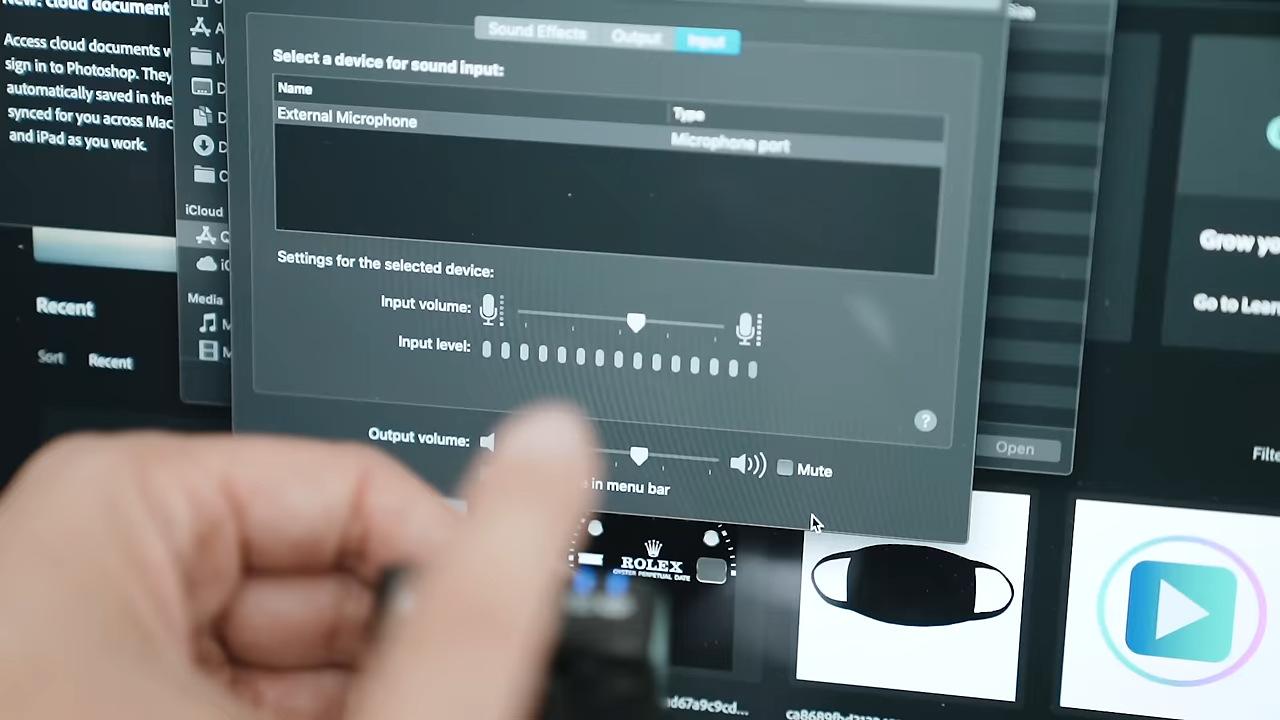 New: cloud document
Access cloud documents w
sign in to Photoshop. They
automatically saved in the
synced for you across Mac
and iPad as you work.
Recent
Sort Recent
A
M
D
D
D
iCloud
Media
M
M
Size
Sound Effects Output Input
Select a device for sound input:
Name Type
External Microphone Microphone port
Settings for the selected device:
Input volume:
Input level:
?
Output volume:
Mute
in menu bar
Open
Grow yo
Go to Lear
Filte
ROLEX
OYSTER PERPETUAL DATE